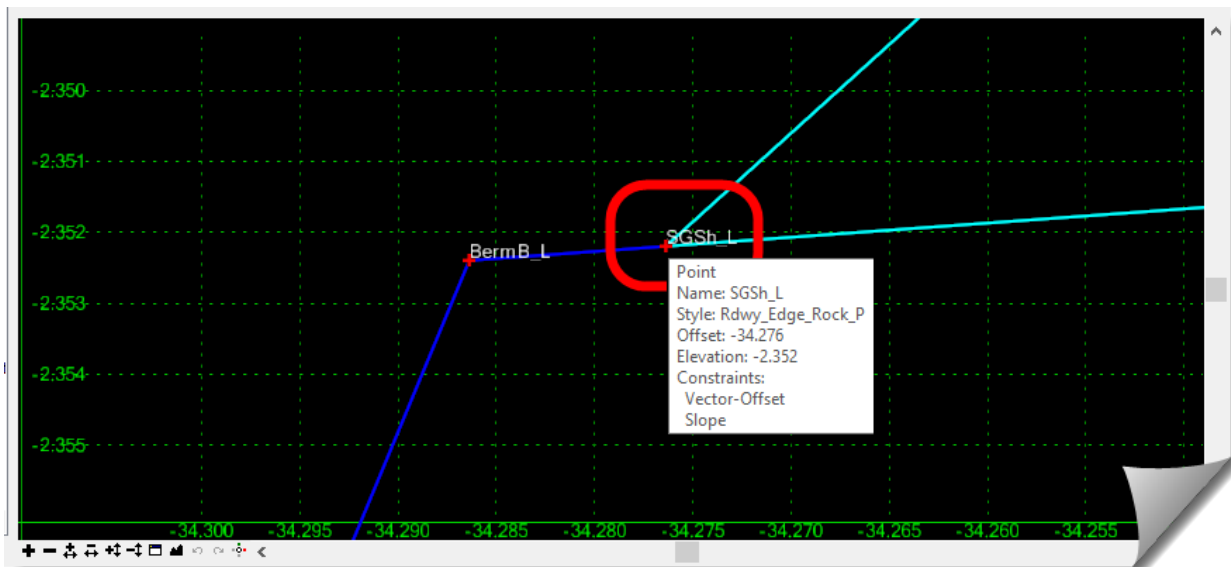 -2.350
-2.351
-2.352
-2.353
-2.354
-2.355
BermB_L
SGSh_L
Point
Name: SGSh_L
Style: Rdwy_Edge_Rock_P
Offset: -34.276
Elevation: -2.352
Constraints:
Vector-Offset
Slope
-34.300 -34.295 -34.290 -34.285 -34.280 -34.275 -34.270 -34.265 -34.260 -34.255